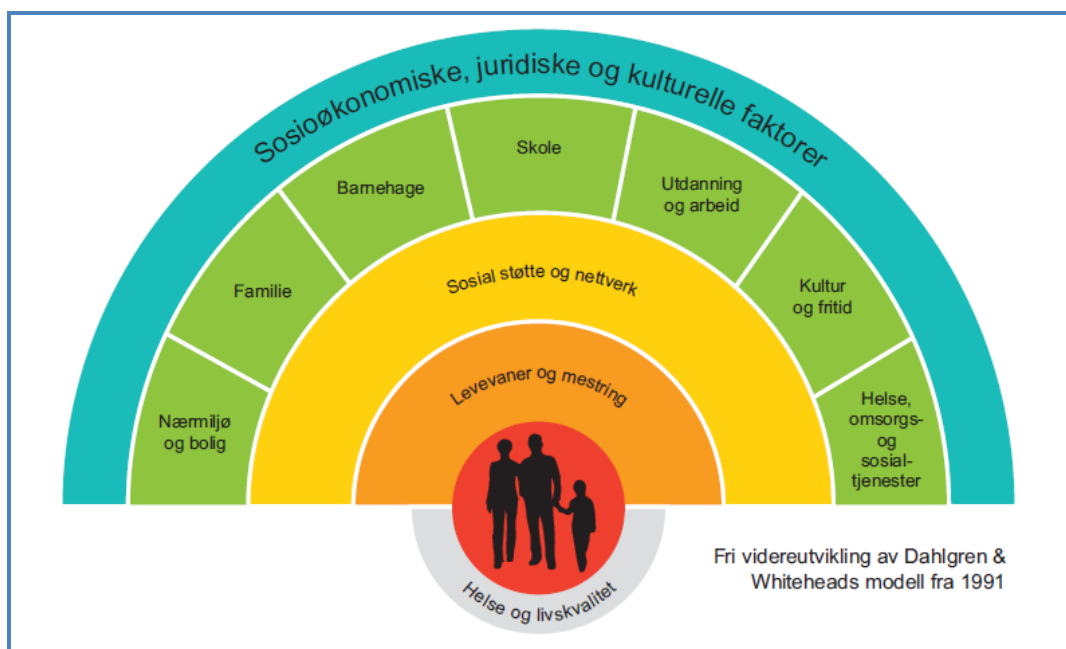 Sosioøkonomiske, juridiske og kulturelle faktorer
Skole
Barnehage
Utdanning
og arbeid
Familie
Kultur
og fritid
Nærmiljø
og bolig
Helse,
omsorgs-
og
sosial-
tjenester
Sosial støtte og nettverk
Levevaner og mestring
Helse og livskvalitet
Fri videreutvikling av Dahlgren &
Whiteheads modell fra 1991